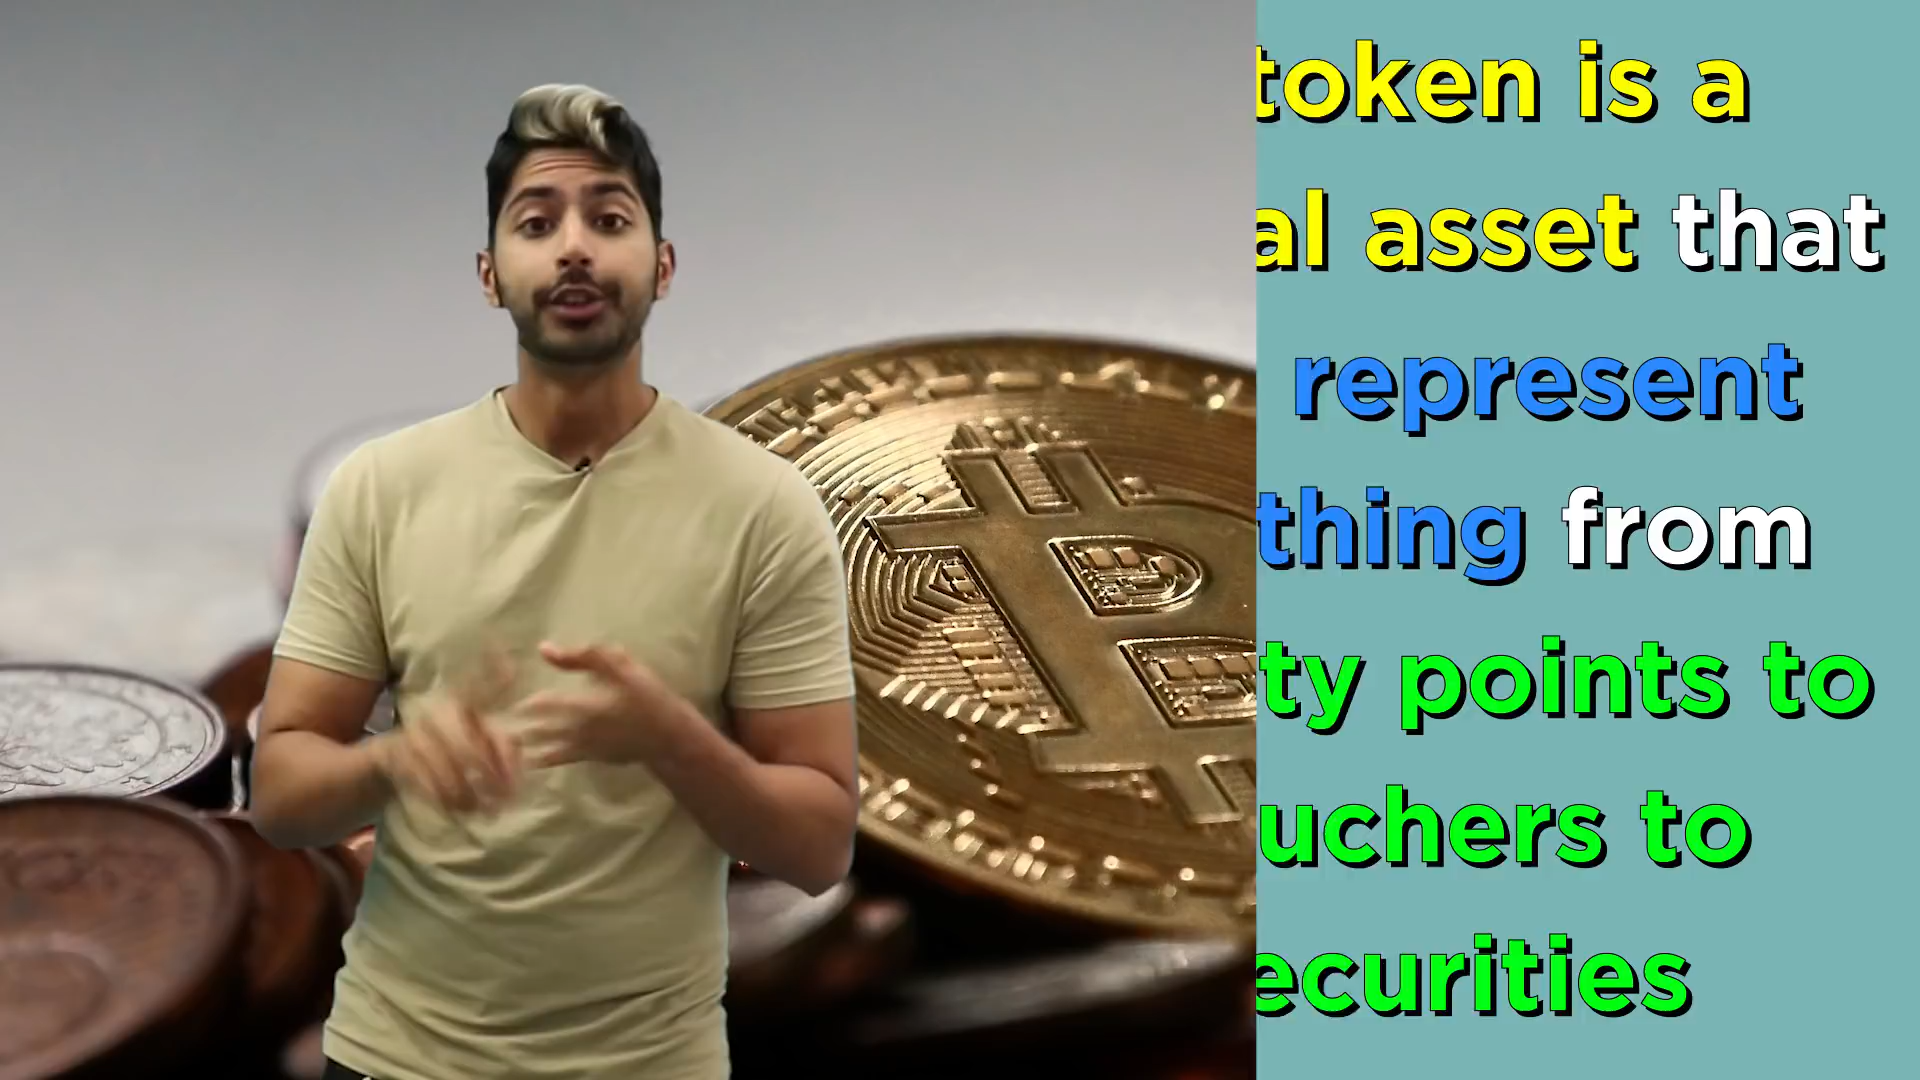 token is a
al asset that
represent
thing from
ty points to
uchers to
ecurities